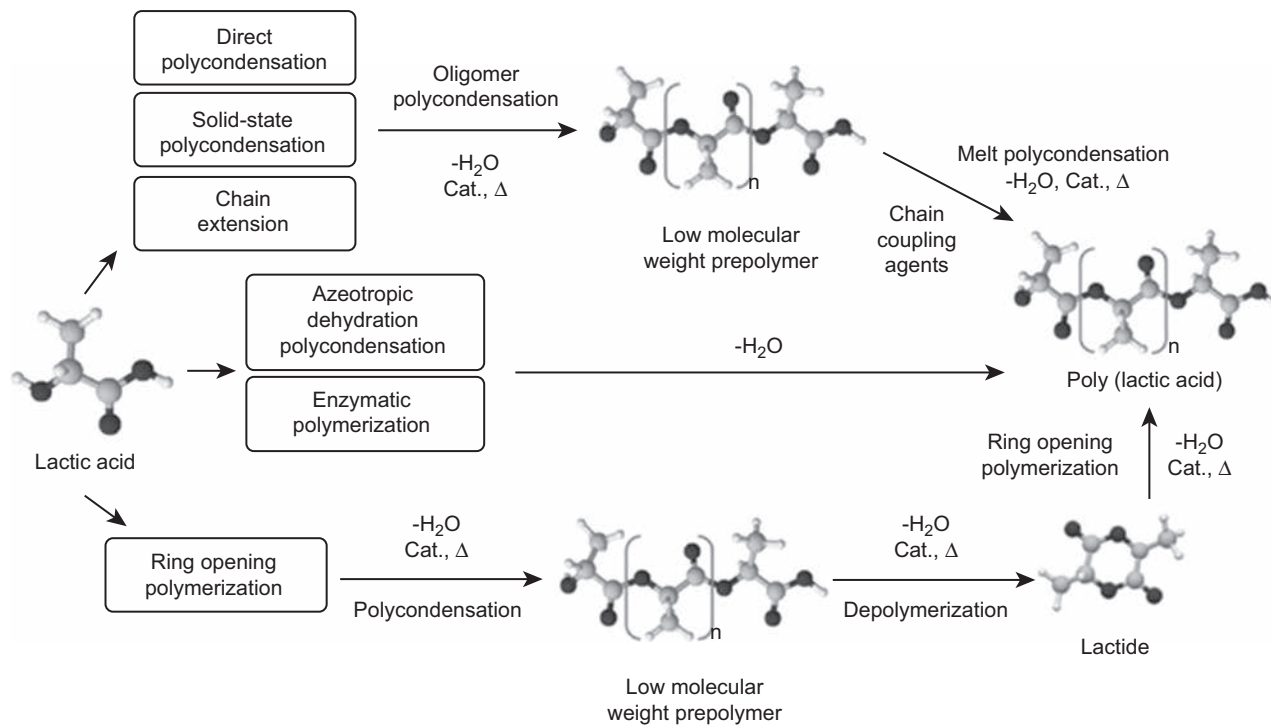 Direct
polycondensation
Solid-state
polycondensation
Chain
extension
Oligomer
polycondensation
-H₂O
Cat., Δ
n
Low molecular
weight prepolymer
Melt polycondensation
-H₂O, Cat., Δ
Chain
coupling
agents
n
Poly (lactic acid)
Lactic acid
Azeotropic
dehydration
polycondensation
Enzymatic
polymerization
-H₂O
Ring opening
polymerization
-H₂O
Cat., Δ
Ring opening
polymerization
-H₂O
Cat., Δ
Polycondensation
n
Low molecular
weight prepolymer
-H₂O
Cat., Δ
Depolymerization
Lactide